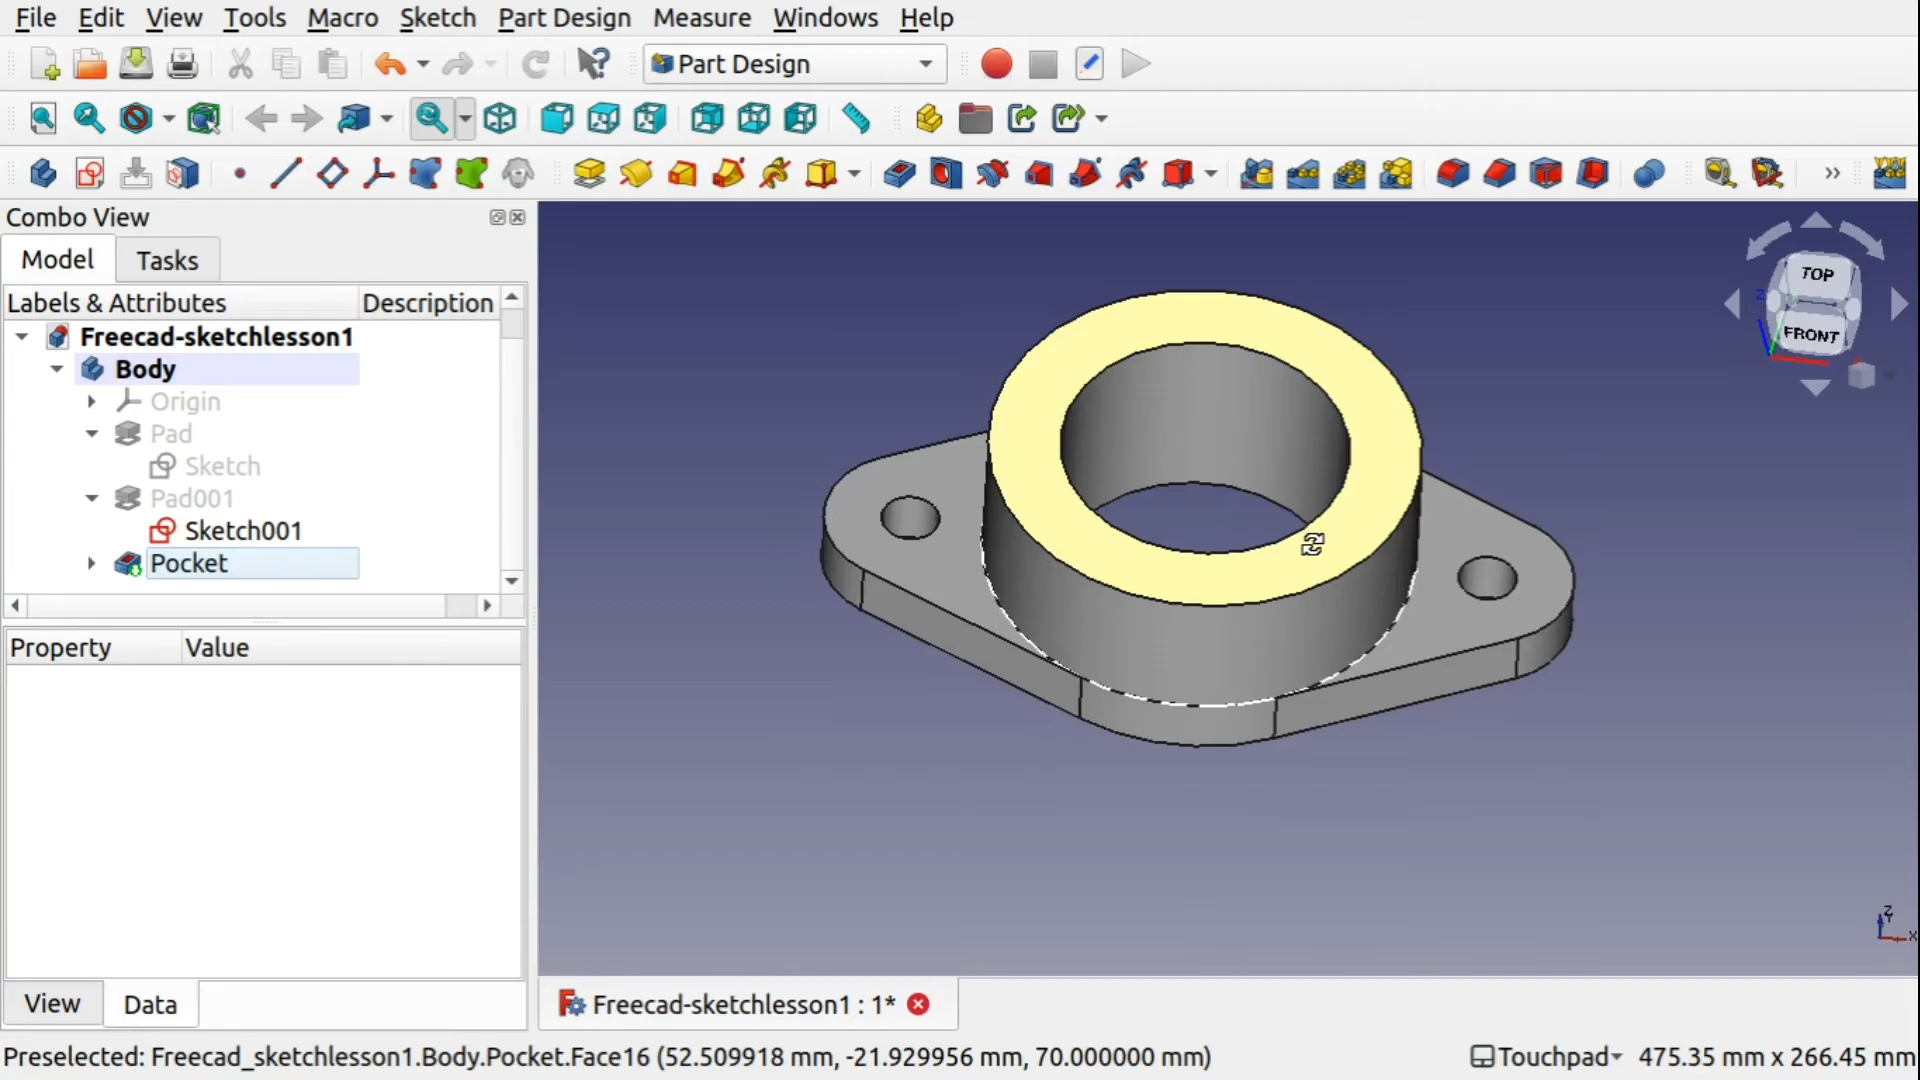 File Edit View Tools Macro Sketch Part Design Measure Windows Help
Part Design
Combo View
Model Tasks
Labels & Attributes Description
Freecad-sketchlesson1
Body
Origin
Pad
Sketch
Pad001
Sketch001
Pocket
Property Value
View Data
TOP
FRONT
Z
Z
Y
X
Freecad-sketchlesson1 : 1*
Preselected: Freecad_sketchlesson1.Body.Pocket.Face16 (52.509918 mm, -21.929956 mm, 70.000000 mm)
Touchpad 475.35 mm x 266.45 mm